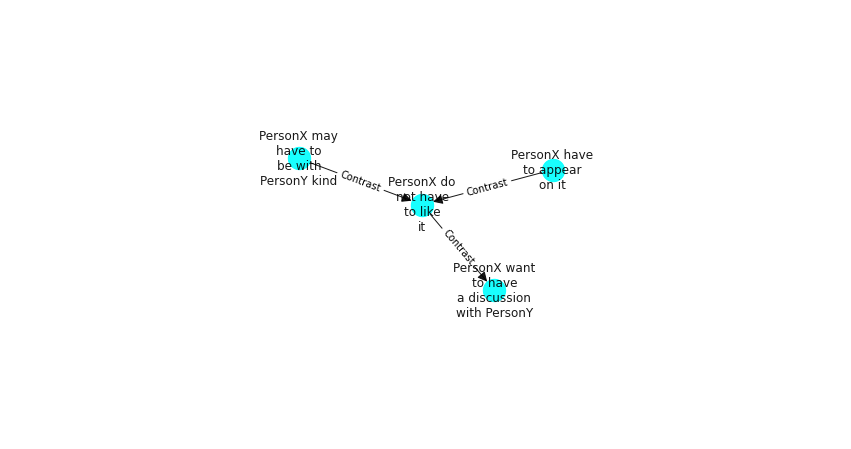 PersonX may
have to
be with
PersonY kind
Contrast
PersonX have
to appear
on it
Contrast
PersonX do
not have
to like
it
Contrast
PersonX want
to have
a discussion
with PersonY